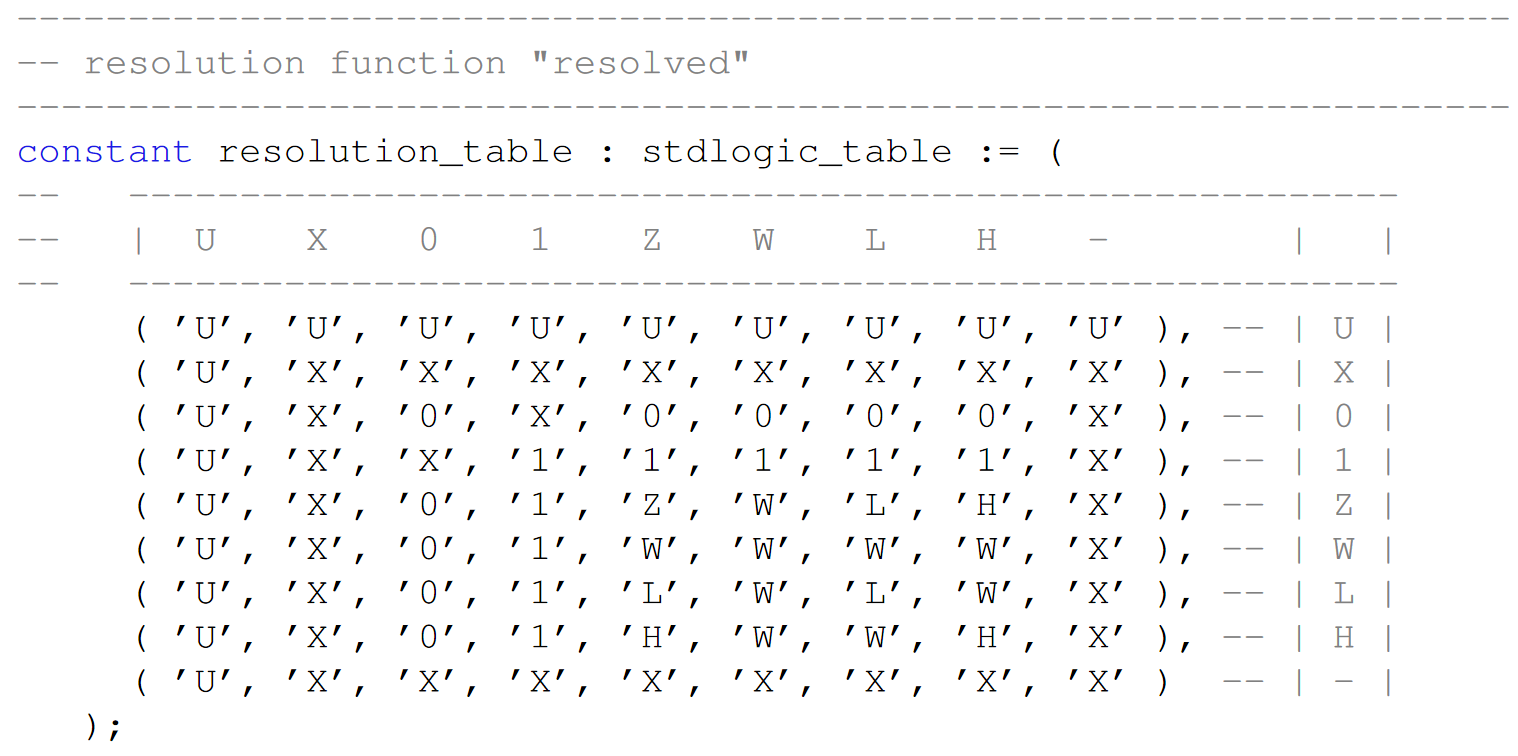 --------------------------------------------------------------------
-- resolution function "resolved"
--------------------------------------------------------------------
constant resolution_table : stdlogic_table := (
--   ---------------------------------------------------------
--   | U    X    0    1    Z    W    L    H    -        |   |
--   ---------------------------------------------------------
     ( ’U’, ’U’, ’U’, ’U’, ’U’, ’U’, ’U’, ’U’, ’U’ ), -- | U |
     ( ’U’, ’X’, ’X’, ’X’, ’X’, ’X’, ’X’, ’X’, ’X’ ), -- | X |
     ( ’U’, ’X’, ’0’, ’X’, ’0’, ’0’, ’0’, ’0’, ’X’ ), -- | 0 |
     ( ’U’, ’X’, ’X’, ’1’, ’1’, ’1’, ’1’, ’1’, ’X’ ), -- | 1 |
     ( ’U’, ’X’, ’0’, ’1’, ’Z’, ’W’, ’L’, ’H’, ’X’ ), -- | Z |
     ( ’U’, ’X’, ’0’, ’1’, ’W’, ’W’, ’W’, ’W’, ’X’ ), -- | W |
     ( ’U’, ’X’, ’0’, ’1’, ’L’, ’W’, ’L’, ’W’, ’X’ ), -- | L |
     ( ’U’, ’X’, ’0’, ’1’, ’H’, ’W’, ’W’, ’H’, ’X’ ), -- | H |
     ( ’U’, ’X’, ’X’, ’X’, ’X’, ’X’, ’X’, ’X’, ’X’ )  -- | - |
   );